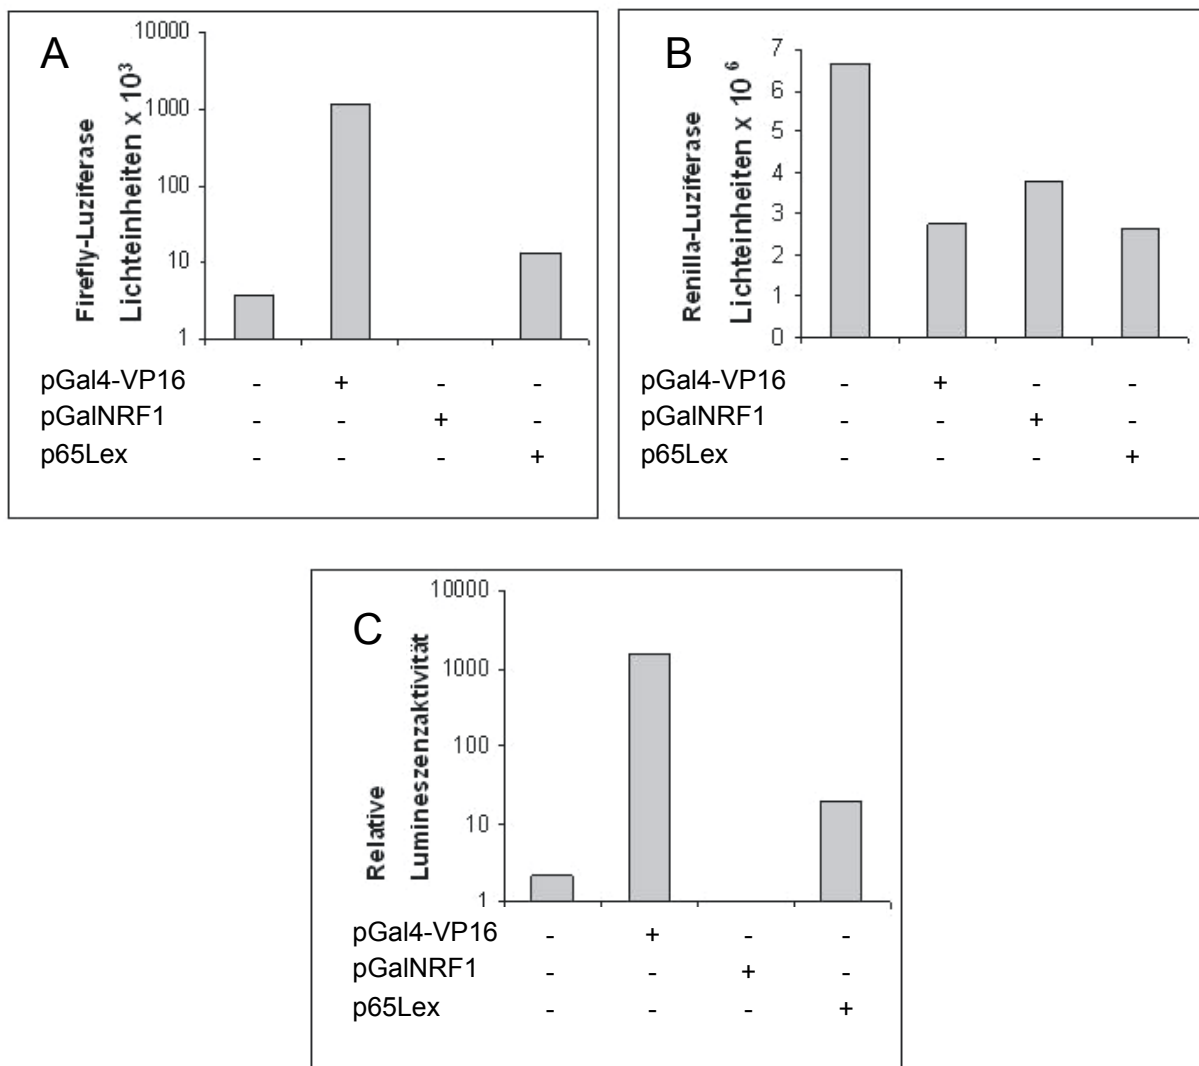 A
Firefly-Luziferase
Lichteinheiten x 10³
10000
1000
100
10
1
pGal4-VP16 - + - -
pGalNRF1 - - + -
p65Lex - - - +
B
Renilla-Luziferase
Lichteinheiten x 10⁶
7
6
5
4
3
2
1
0
pGal4-VP16 - + - -
pGalNRF1 - - + -
p65Lex - - - +
C
Relative
Lumineszenzaktivität
10000
1000
100
10
1
pGal4-VP16 - + - -
pGalNRF1 - - + -
p65Lex - - - +